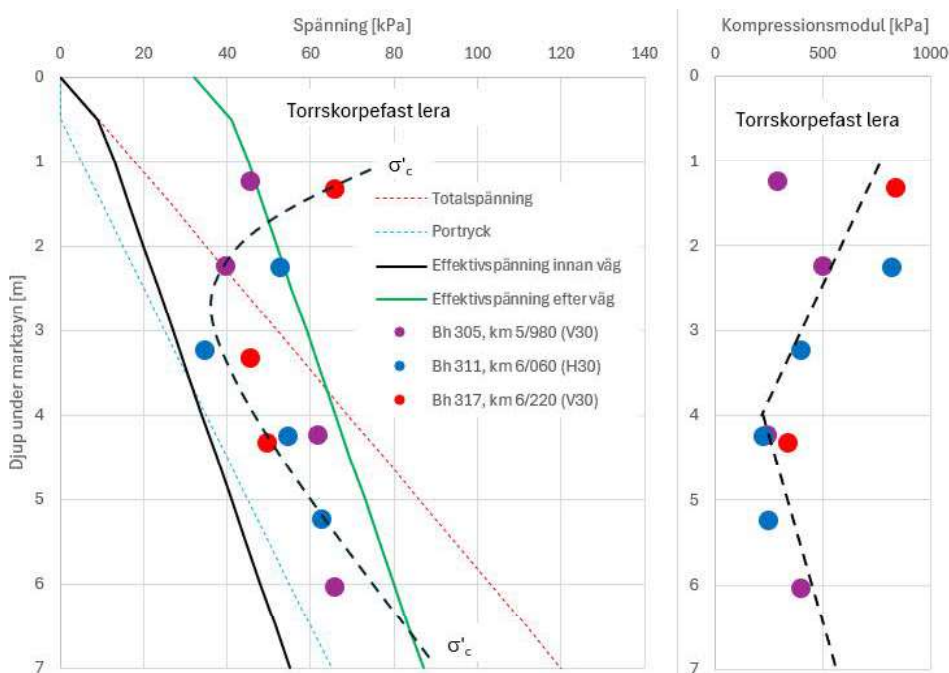 Spänning [kPa]
0 20 40 60 80 100 120 140
Djup under marktayn [m]
0
1
2
3
4
5
6
7
Torrskorpefast lera
σ'c
Totalspänning
Portryck
Effektivspänning innan väg
Effektivspänning efter väg
Bh 305, km 5/980 (V30)
Bh 311, km 6/060 (H30)
Bh 317, km 6/220 (V30)
σ'c
Kompressionsmodul [kPa]
0 500 1000
0
1
2
3
4
5
6
7
Torrskorpefast lera